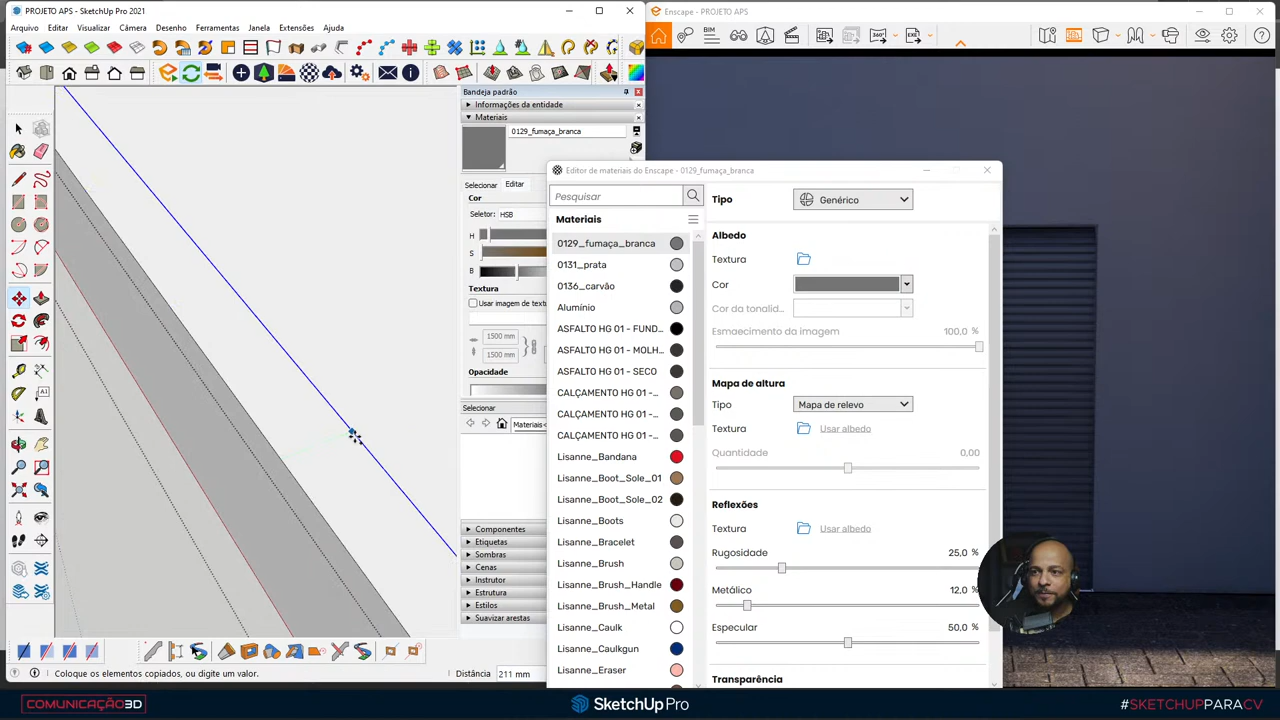 PROJETO APS - SketchUp Pro 2021
Enscape - PROJETO APS
Arquivo Editar Visualizar Câmera Desenho Ferramentas Janela Extensões Ajuda
Bandeja padrão
Informações da entidade
Materiais
0129_fumaça_branca
Selecionar Editar
Cor
Seletor: HSB
H
S
B
Textura
Usar imagem de textu
1500 mm
1500 mm
Opacidade
Selecionar
Materiais
Componentes
Etiquetas
Sombras
Cenas
Instrutor
Estrutura
Estilos
Suavizar arestas
Editor de materiais do Enscape - 0129_fumaça_branca
Pesquisar
Materiais
0129_fumaça_branca
0131_prata
0136_carvão
Alumínio
ASFALTO HG 01 - FUND...
ASFALTO HG 01 - MOLH...
ASFALTO HG 01 - SECO
CALÇAMENTO HG 01 -...
CALÇAMENTO HG 01 -...
CALÇAMENTO HG 01 -...
Lisanne_Bandana
Lisanne_Boot_Sole_01
Lisanne_Boot_Sole_02
Lisanne_Boots
Lisanne_Bracelet
Lisanne_Brush
Lisanne_Brush_Handle
Lisanne_Brush_Metal
Lisanne_Caulk
Lisanne_Caulkgun
Lisanne_Eraser
Tipo Genérico
Albedo
Textura
Cor
Cor da tonalid...
Esmaecimento da imagem 100,0 %
Mapa de altura
Tipo Mapa de relevo
Textura Usar albedo
Quantidade 0,00
Reflexões
Textura Usar albedo
Rugosidade 25,0 %
Metálico 12,0 %
Especular 50,0 %
Transparência
Coloque os elementos copiados, ou digite um valor. Distância 211 mm
COMUNICAÇÃO3D
SketchUp Pro
#SKETCHUPPARACV